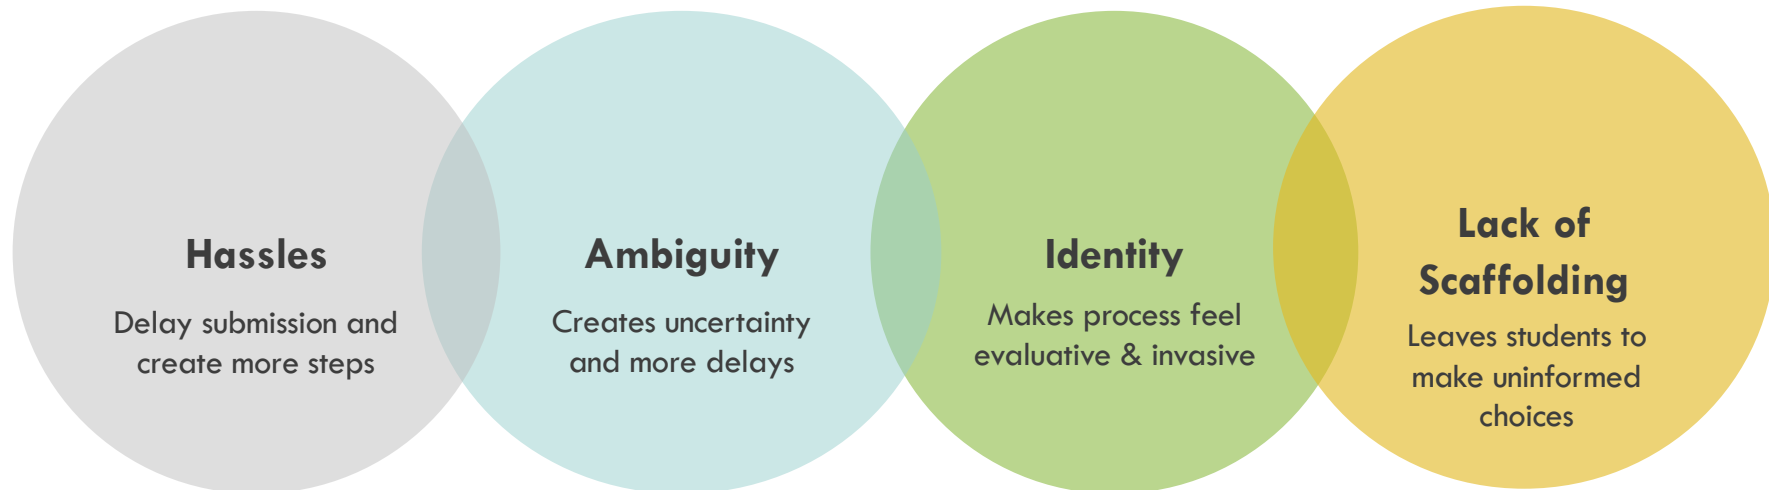 Hassles
Delay submission and
create more steps
Ambiguity
Creates uncertainty
and more delays
Identity
Makes process feel
evaluative & invasive
Lack of
Scaffolding
Leaves students to
make uninformed
choices